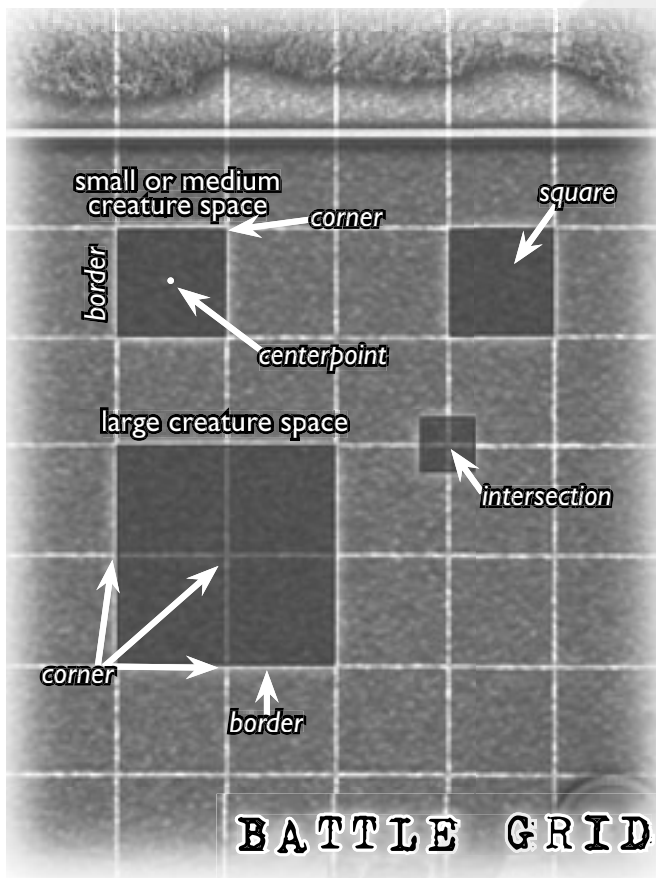 small or medium
creature space
square
corner
border
centerpoint
large creature space
intersection
corner
border
BATTLE GRID